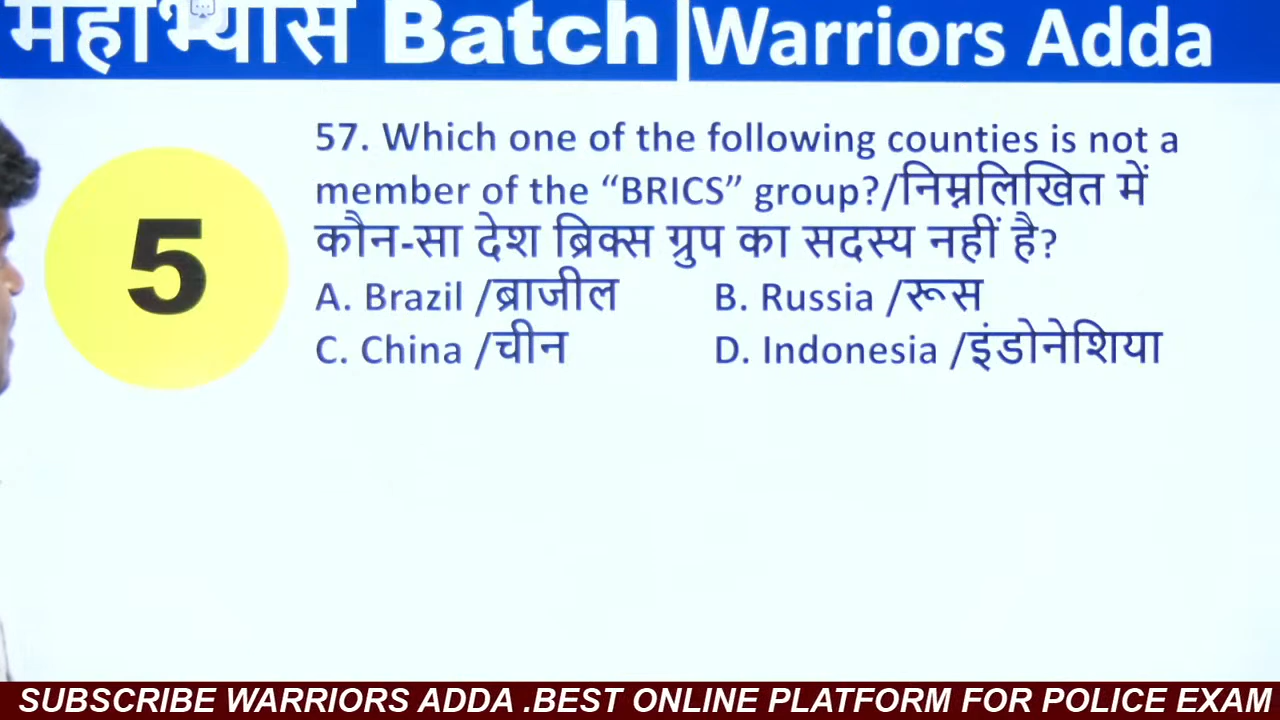 महाभ्यास Batch Warriors Adda
57. Which one of the following counties is not a
member of the “BRICS” group?/निम्नलिखित में
कौन-सा देश ब्रिक्स ग्रुप का सदस्य नहीं है?
A. Brazil /ब्राजील B. Russia /रूस
C. China /चीन D. Indonesia /इंडोनेशिया
5
SUBSCRIBE WARRIORS ADDA .BEST ONLINE PLATFORM FOR POLICE EXAM